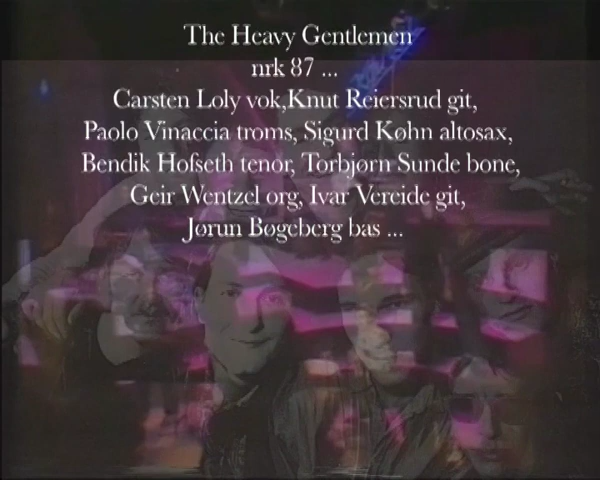 The Heavy Gentlemen
nrk 87 ...
Carsten Loly vok,Knut Reiersrud git,
Paolo Vinaccia troms, Sigurd Køhn altosax,
Bendik Hofseth tenor, Torbjørn Sunde bone,
Geir Wentzel org, Ivar Vereide git,
Jørun Bøgeberg bas ...